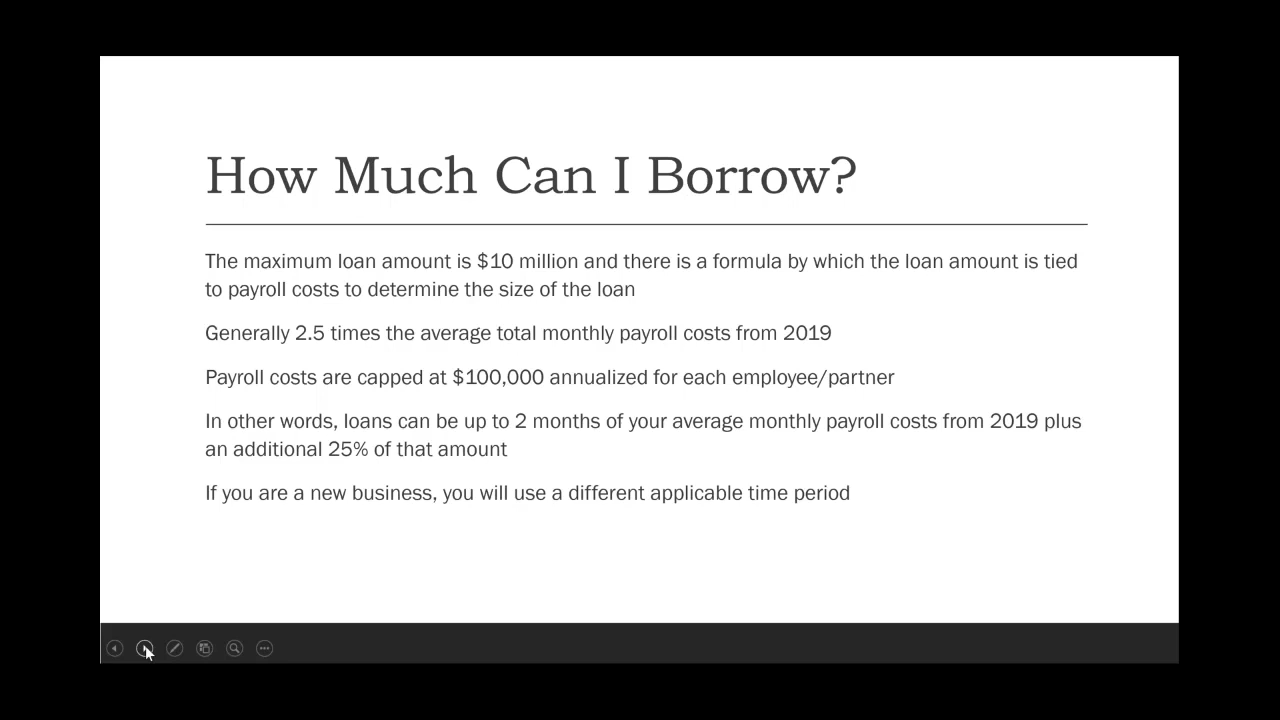 How Much Can I Borrow?
The maximum loan amount is $10 million and there is a formula by which the loan amount is tied
to payroll costs to determine the size of the loan
Generally 2.5 times the average total monthly payroll costs from 2019
Payroll costs are capped at $100,000 annualized for each employee/partner
In other words, loans can be up to 2 months of your average monthly payroll costs from 2019 plus
an additional 25% of that amount
If you are a new business, you will use a different applicable time period